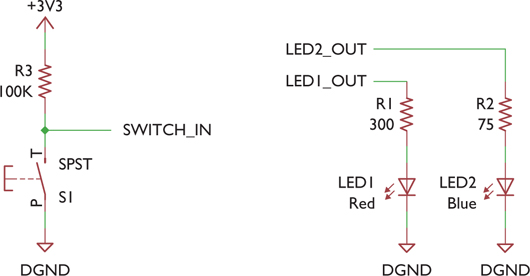 +3V3
R3
100K
SWITCH_IN
T
SPST
P
S1
DGND
LED2_OUT
LED1_OUT
R1
300
R2
75
LED1
Red
LED2
Blue
DGND
DGND